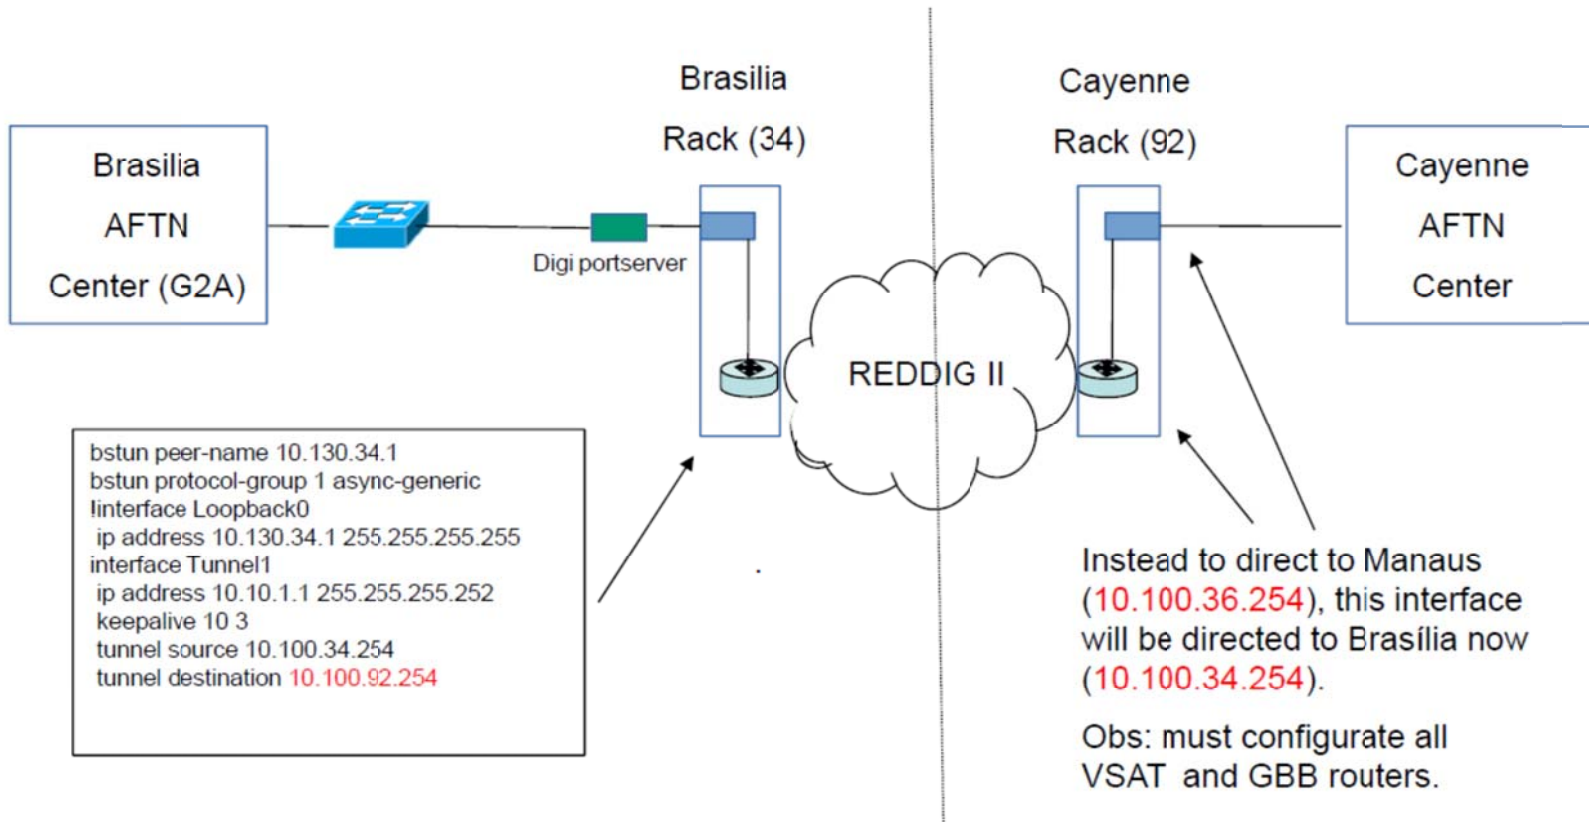 Brasilia
Rack (34)
Cayenne
Rack (92)
Brasilia
AFTN
Center (G2A)
Digi portserver
Cayenne
AFTN
Center
REDDIG II
bstun peer-name 10.130.34.1
bstun protocol-group 1 async-generic
!interface Loopback0
ip address 10.130.34.1 255.255.255.255
interface Tunnel1
ip address 10.10.1.1 255.255.255.252
keepalive 10 3
tunnel source 10.100.34.254
tunnel destination 10.100.92.254
Instead to direct to Manaus
(10.100.36.254), this interface
will be directed to Brasília now
(10.100.34.254).
Obs: must configurate all
VSAT and GBB routers.